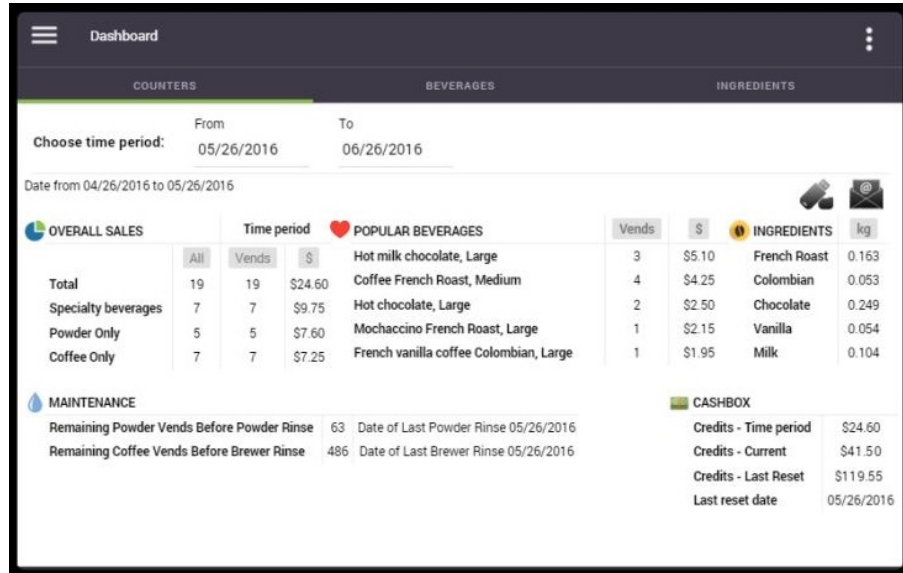 Dashboard
COUNTERS BEVERAGES INGREDIENTS
From To
Choose time period: 05/26/2016 06/26/2016
Date from 04/26/2016 to 05/26/2016
@
OVERALL SALES Time period
All Vends $
Total 19 19 $24.60
Specialty beverages 7 7 $9.75
Powder Only 5 5 $7.60
Coffee Only 7 7 $7.25
POPULAR BEVERAGES Vends $
Hot milk chocolate, Large 3 $5.10
Coffee French Roast, Medium 4 $4.25
Hot chocolate, Large 2 $2.50
Mochaccino French Roast, Large 1 $2.15
French vanilla coffee Colombian, Large 1 $1.95
INGREDIENTS kg
French Roast 0.163
Colombian 0.053
Chocolate 0.249
Vanilla 0.054
Milk 0.104
MAINTENANCE
Remaining Powder Vends Before Powder Rinse 63 Date of Last Powder Rinse 05/26/2016
Remaining Coffee Vends Before Brewer Rinse 486 Date of Last Brewer Rinse 05/26/2016
CASHBOX
Credits - Time period $24.60
Credits - Current $41.50
Credits - Last Reset $119.55
Last reset date 05/26/2016